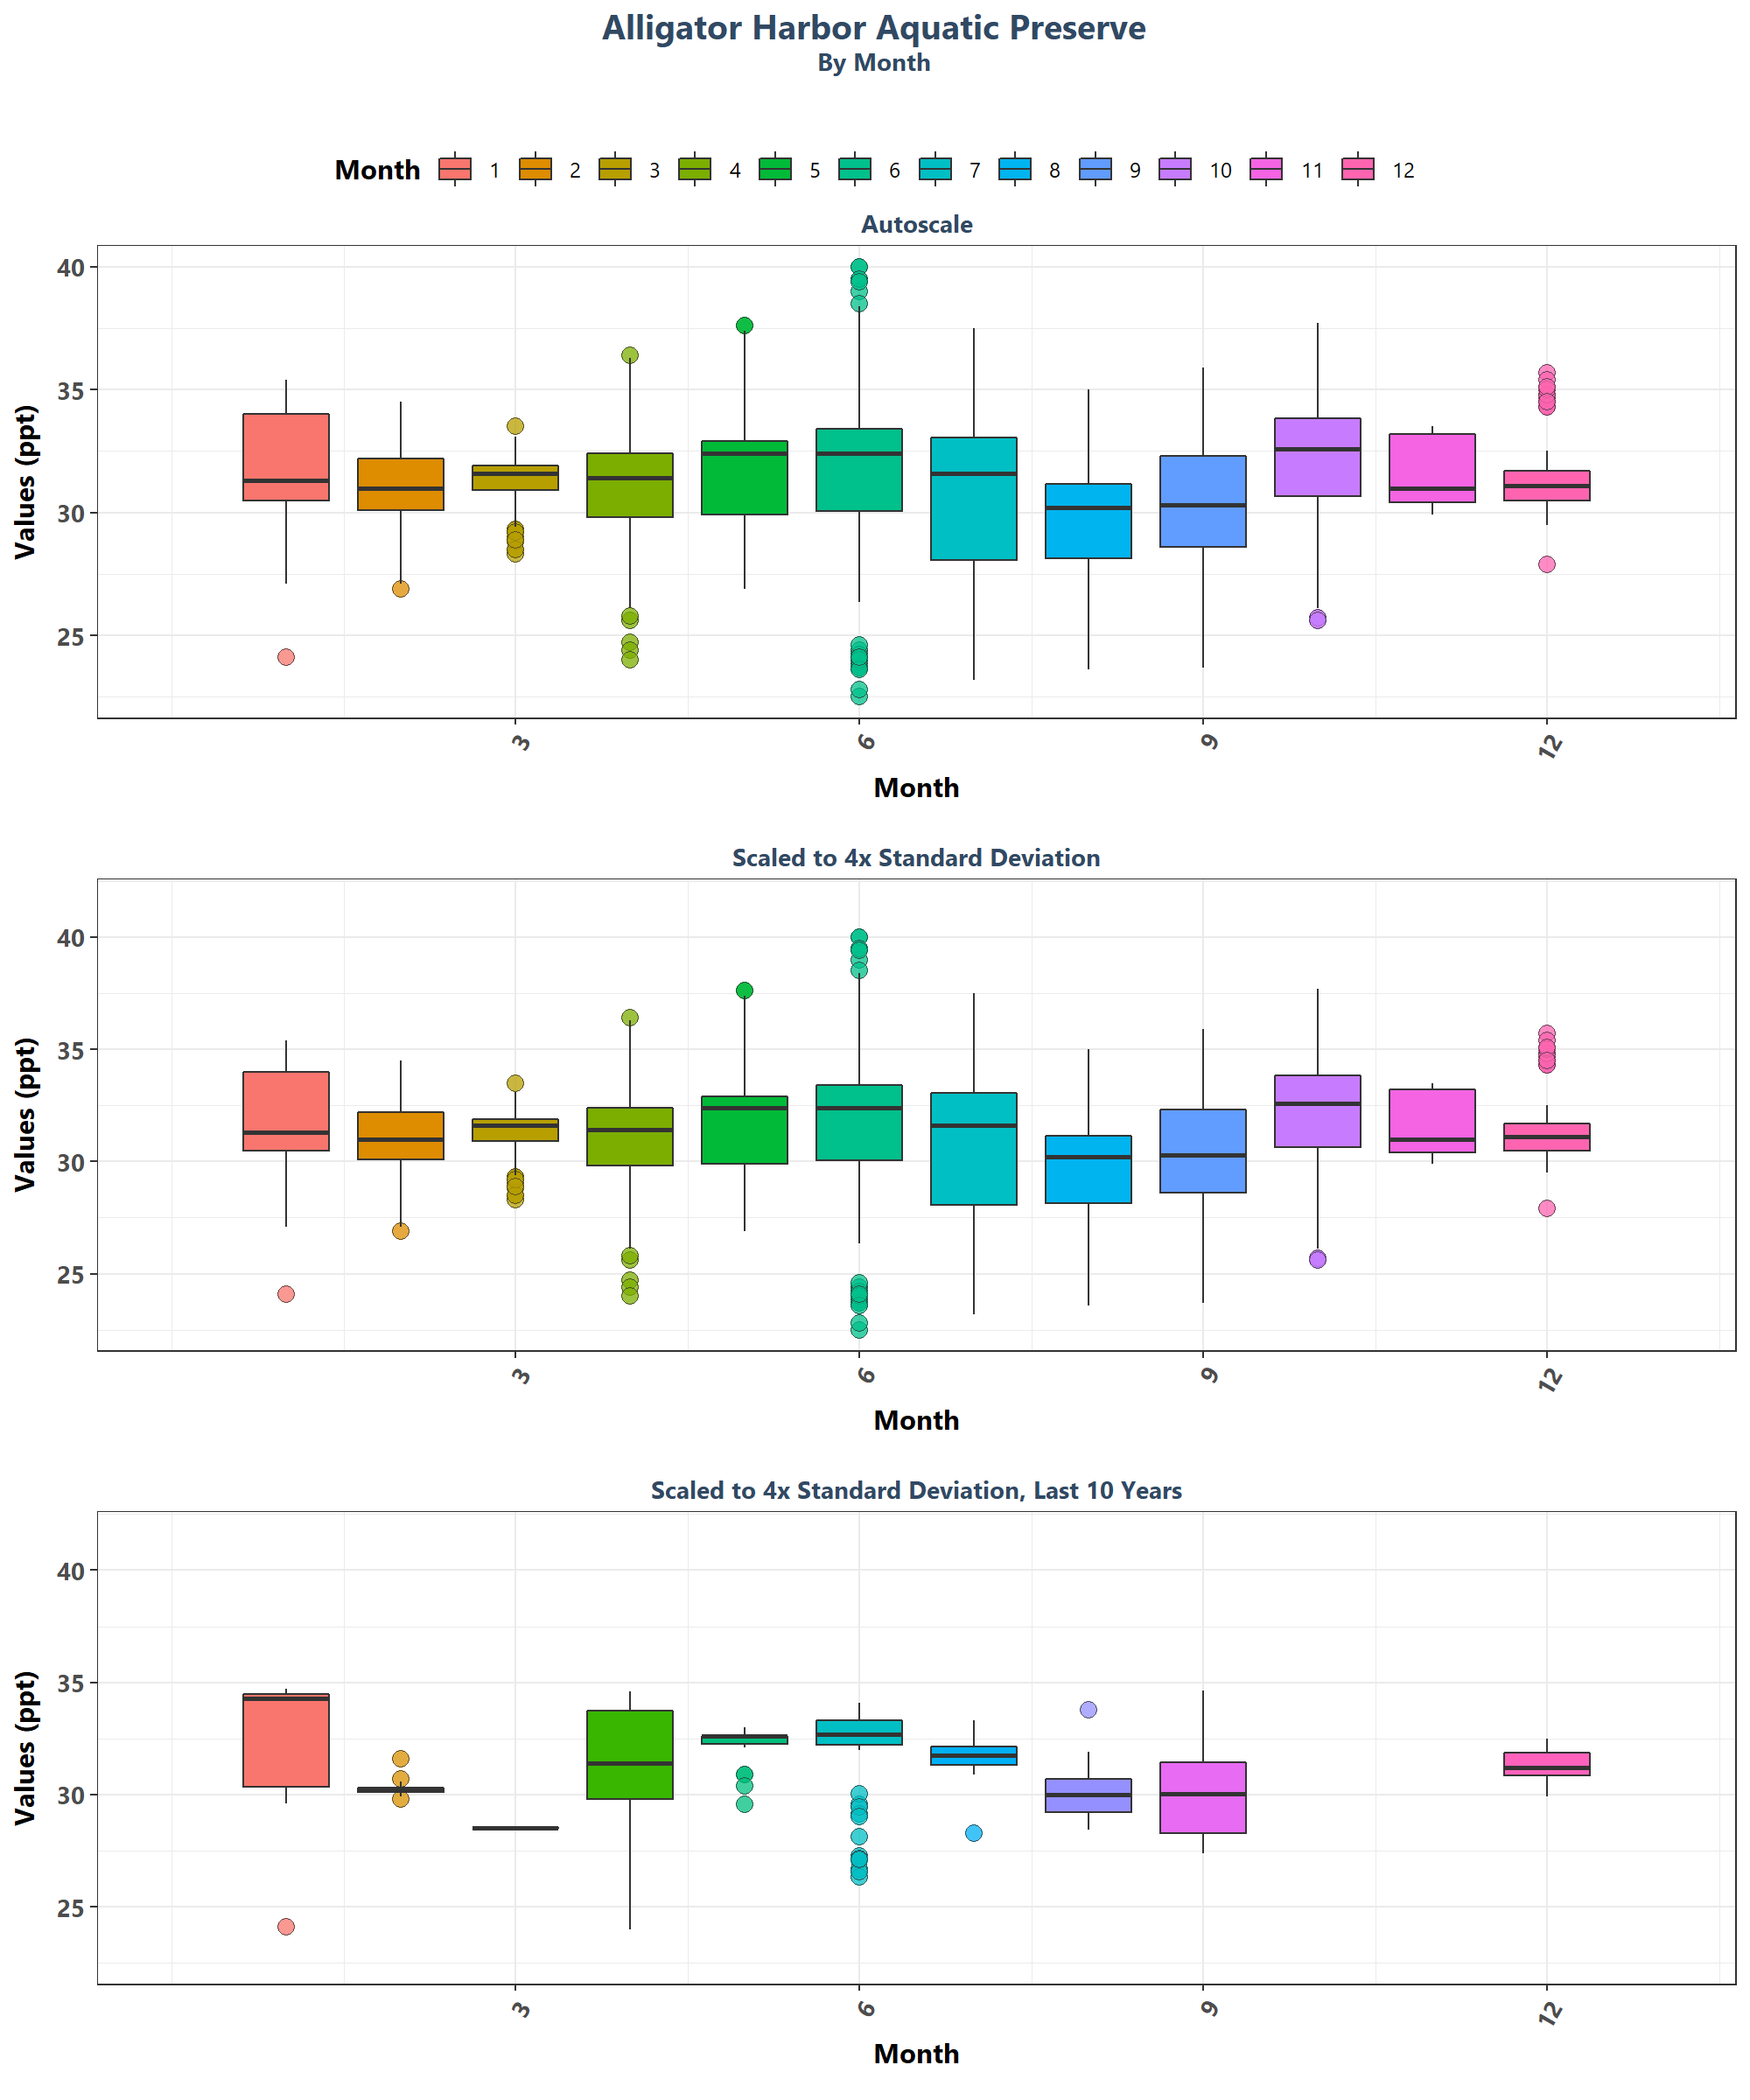 Alligator Harbor Aquatic Preserve
By Month
Month 1 2 3 4 5 6 7 8 9 10 11 12
Autoscale
Values (ppt)
40
35
30
25
3 6 9 12
Month
Scaled to 4x Standard Deviation
Values (ppt)
40
35
30
25
3 6 9 12
Month
Scaled to 4x Standard Deviation, Last 10 Years
Values (ppt)
40
35
30
25
3 6 9 12
Month